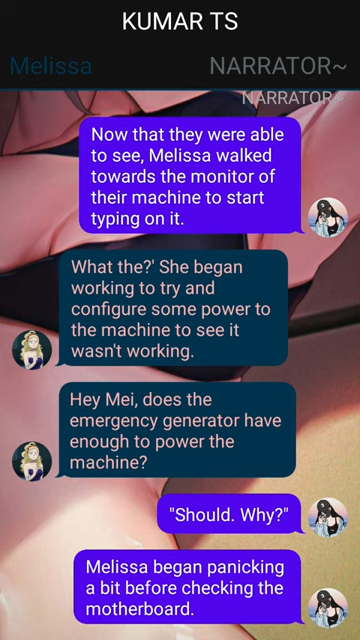 KUMAR TS
Melissa
NARRATOR~
NARRATOR~
Now that they were able
to see, Melissa walked
towards the monitor of
their machine to start
typing on it.
What the?' She began
working to try and
configure some power to
the machine to see it
wasn't working.
Hey Mei, does the
emergency generator have
enough to power the
machine?
"Should. Why?"
Melissa began panicking
a bit before checking the
motherboard.